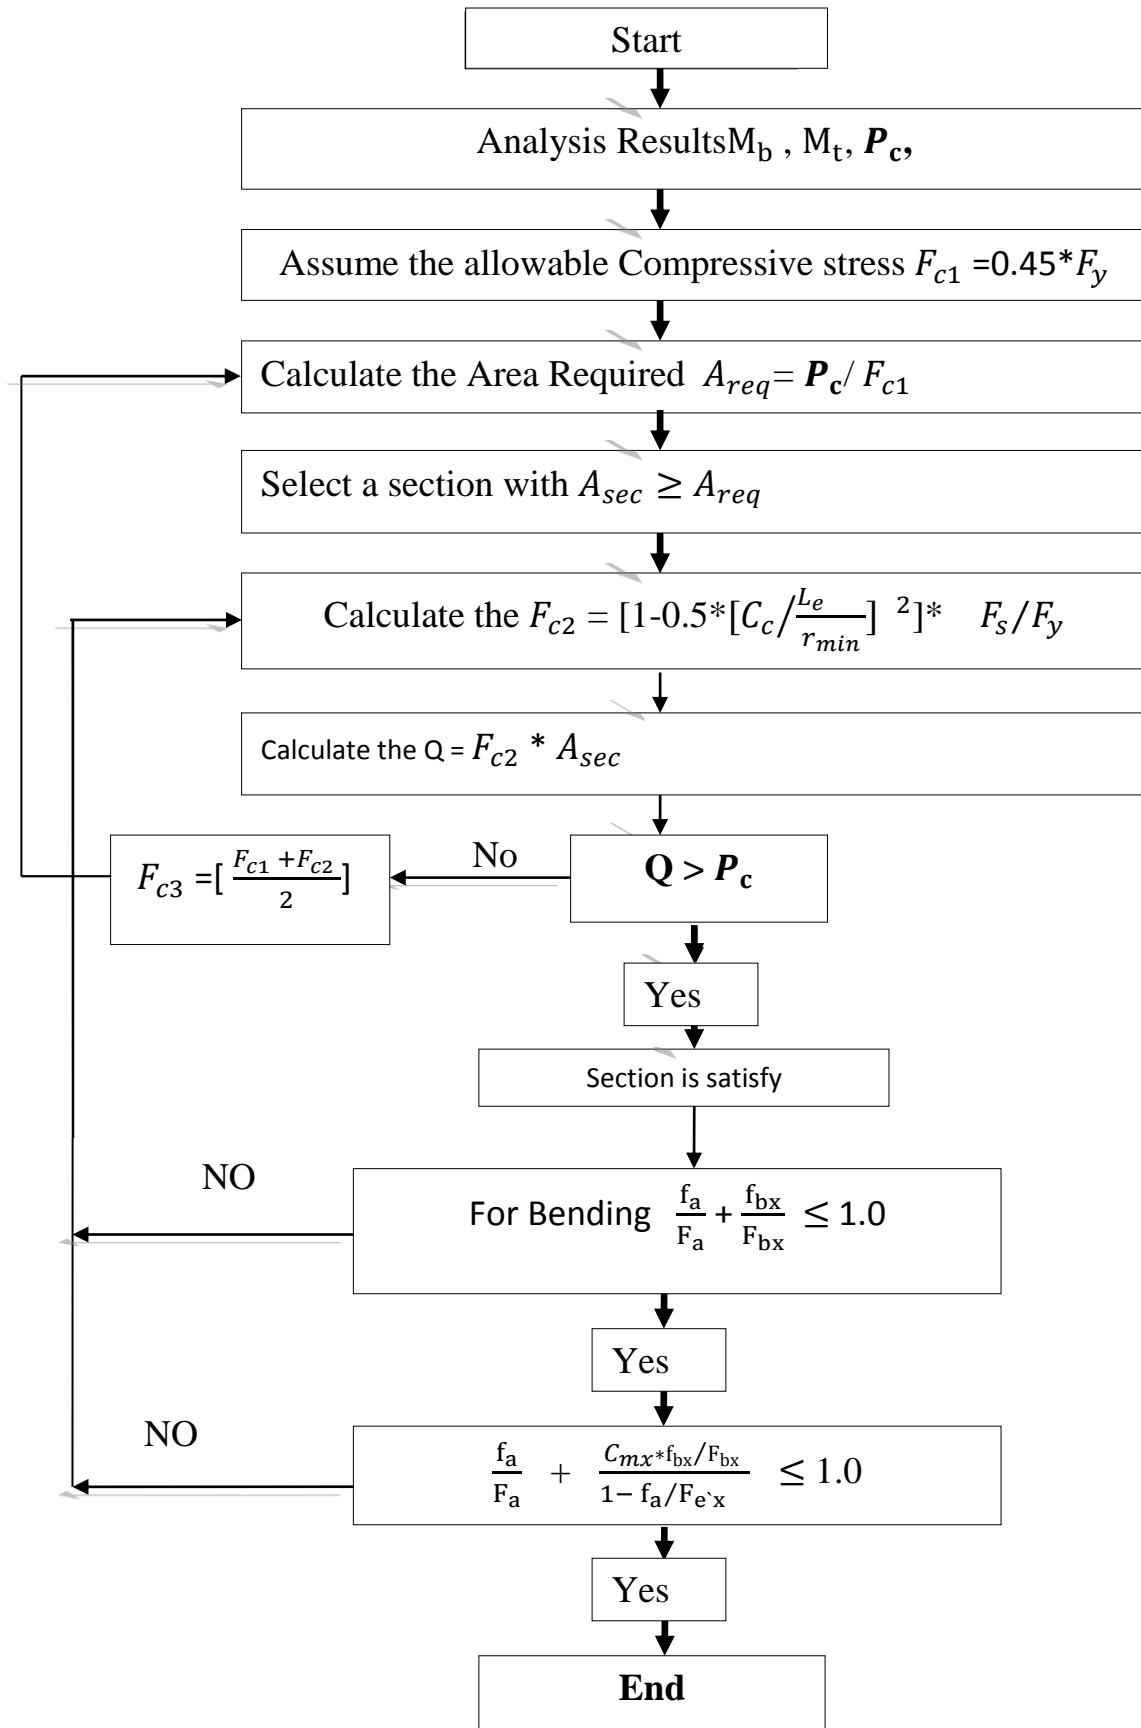 Start
Analysis ResultsM_b , M_t, P_c,
Assume the allowable Compressive stress F_c1 =0.45*F_y
Calculate the Area Required A_req= P_c/ F_c1
Select a section with A_sec ≥ A_req
Calculate the F_c2 = [1-0.5*[C_c/(L_e/r_min)] ²]* F_s/F_y
Calculate the Q = F_c2 * A_sec
F_c3 =[ (F_c1 +F_c2)/2 ]
No
Q > P_c
Yes
Section is satisfy
NO
For Bending f_a/F_a + f_bx/F_bx ≤ 1.0
Yes
NO
f_a/F_a + (C_mx*f_bx/F_bx)/(1− f_a/F_e`x) ≤ 1.0
Yes
End